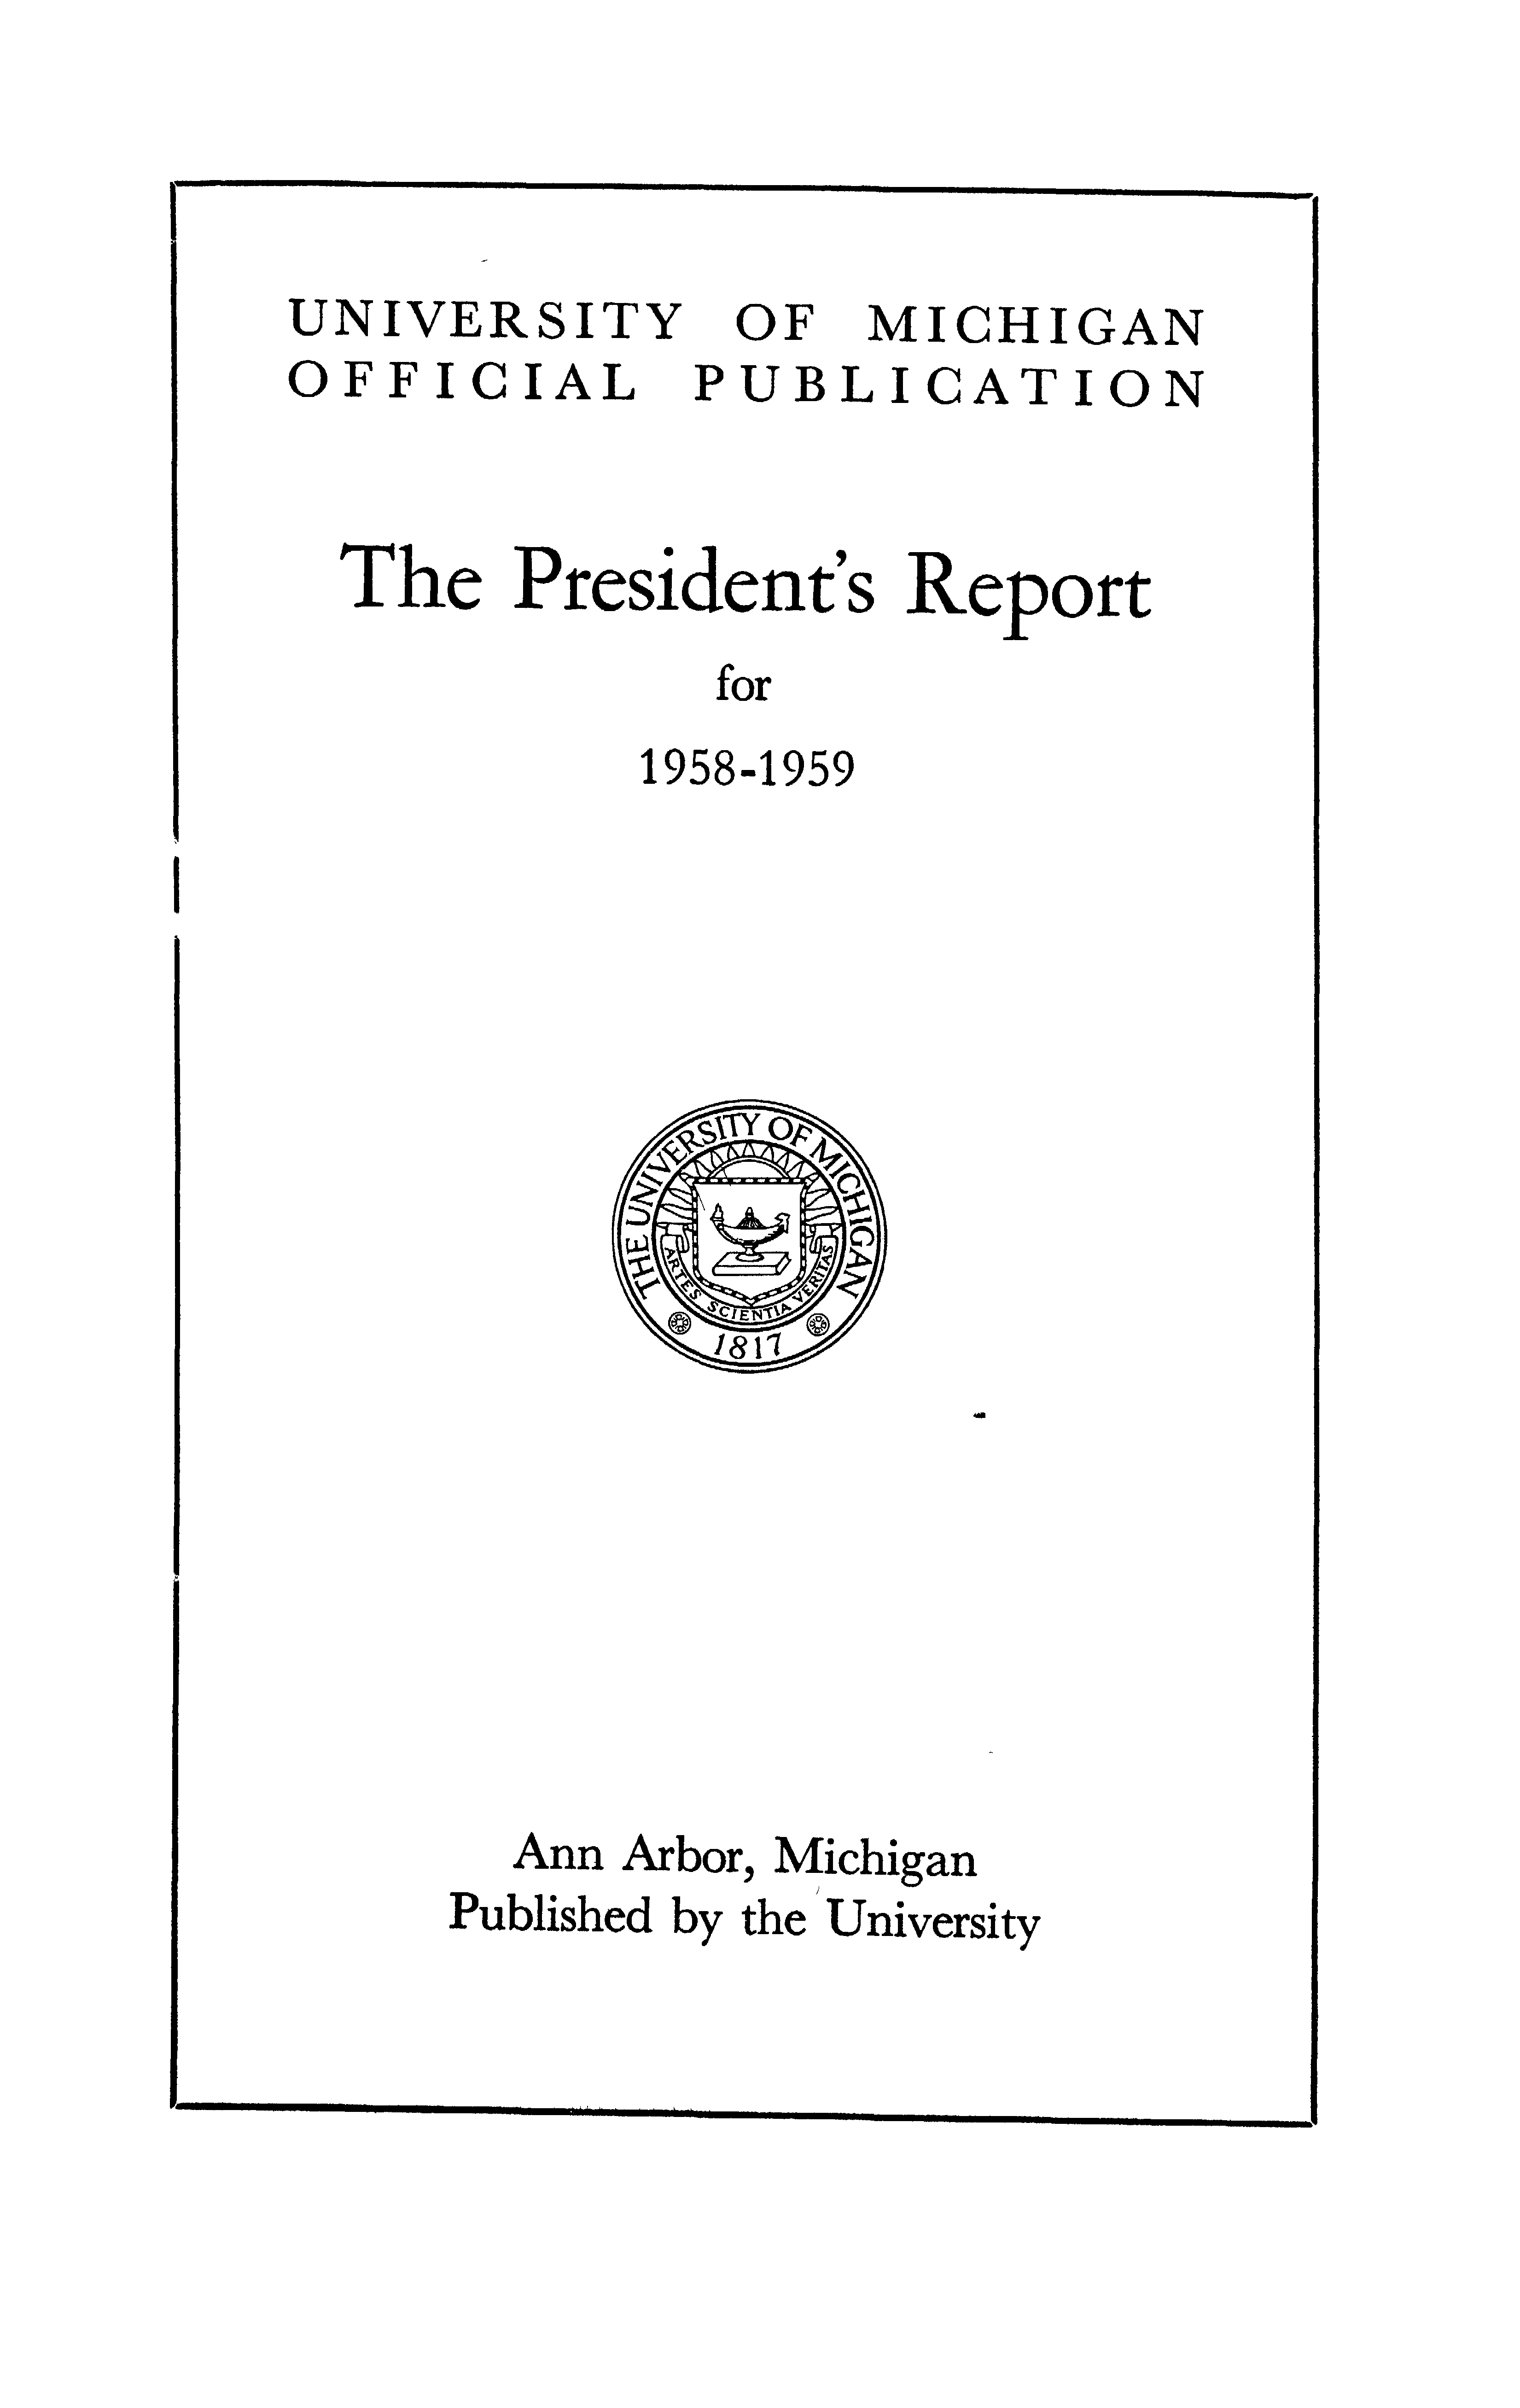 UNIVERSITY OF MICHIGAN
OFFICIAL PUBLICATION
The President's Report
for
1958-1959
THE UNIVERSITY OF MICHIGAN
ARTES SCIENTIA VERITAS
1817
Ann Arbor, Michigan
Published by the University